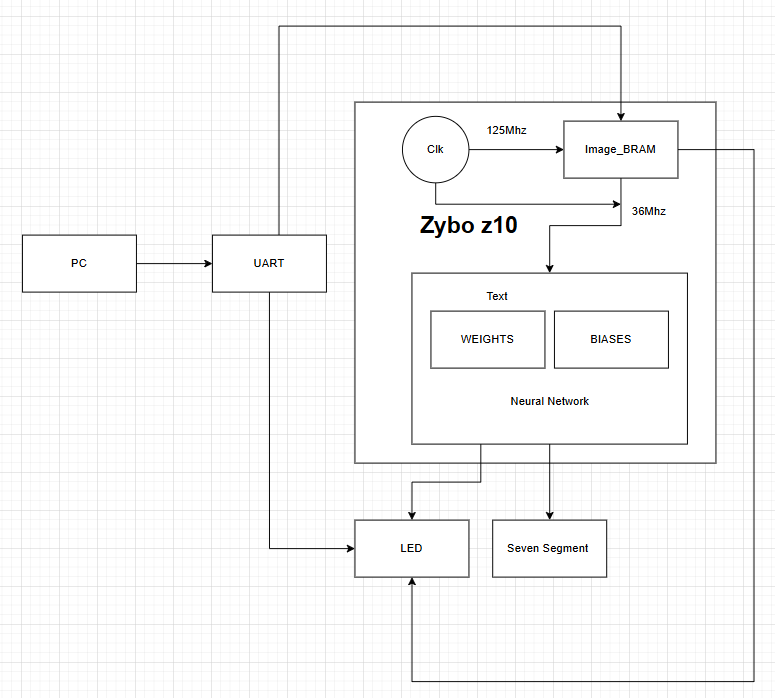 125Mhz
Clk
Image_BRAM
36Mhz
Zybo z10
PC
UART
Text
WEIGHTS
BIASES
Neural Network
LED
Seven Segment